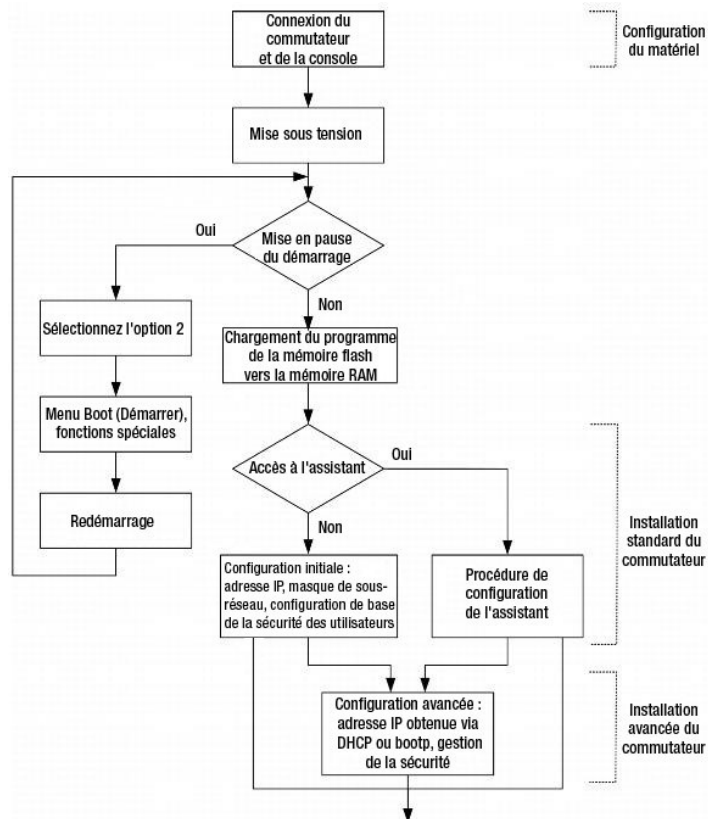 Connexion du
commutateur
et de la console
Configuration
du matériel
Mise sous tension
Oui
Mise en pause
du démarrage
Non
Sélectionnez l'option 2
Chargement du programme
de la mémoire flash
vers la mémoire RAM
Menu Boot (Démarrer),
fonctions spéciales
Accès à l'assistant
Oui
Redémarrage
Non
Installation
standard du
commutateur
Configuration initiale :
adresse IP, masque de sous-
réseau, configuration de base
de la sécurité des utilisateurs
Procédure de
configuration
de l'assistant
Configuration avancée :
adresse IP obtenue via
DHCP ou bootp, gestion
de la sécurité
Installation
avancée du
commutateur